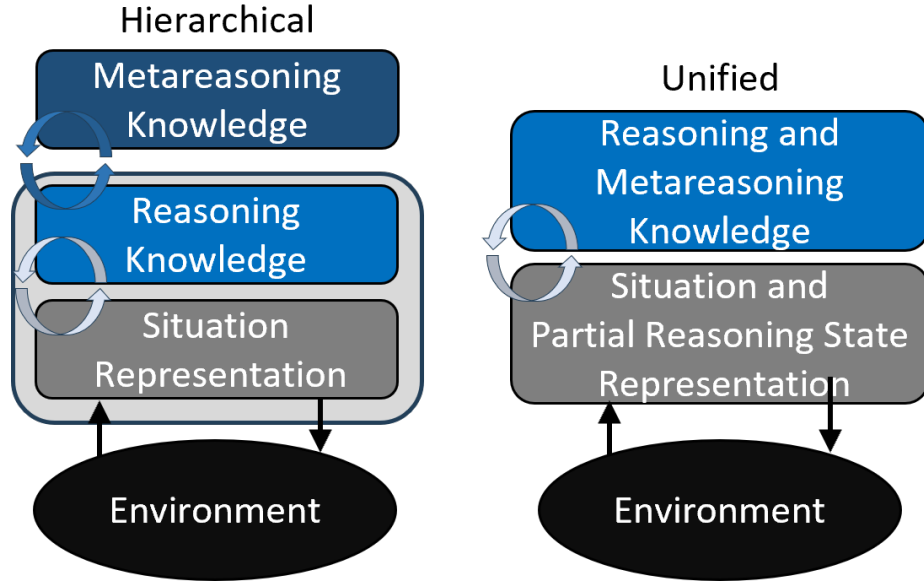 Hierarchical
Metareasoning
Knowledge
Reasoning
Knowledge
Situation
Representation
Environment
Unified
Reasoning and
Metareasoning
Knowledge
Situation and
Partial Reasoning State
Representation
Environment